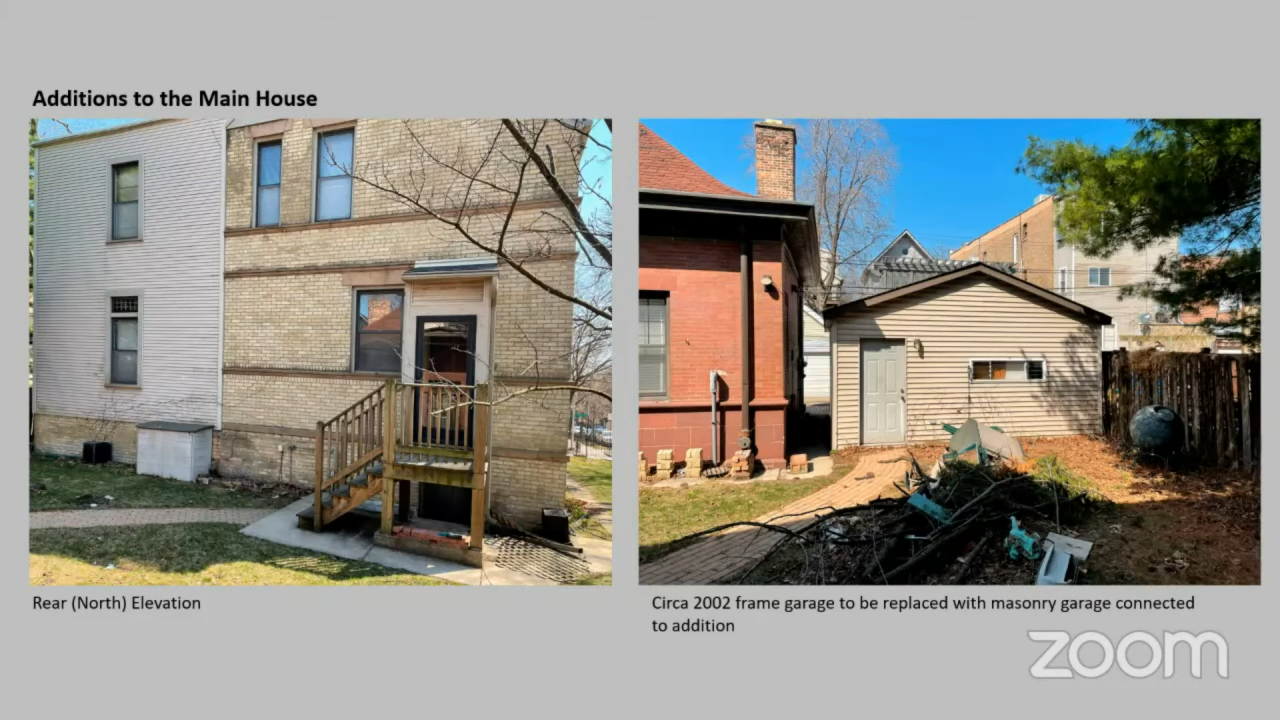 Additions to the Main House
Rear (North) Elevation
Circa 2002 frame garage to be replaced with masonry garage connected
to addition
zoom